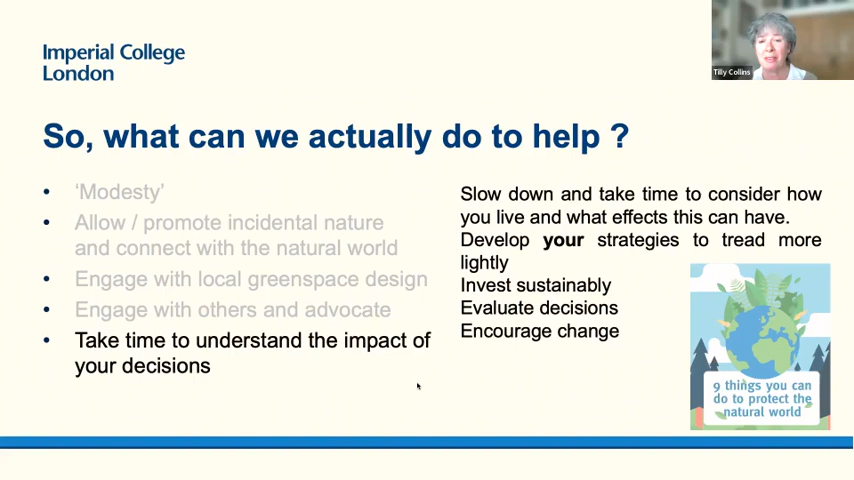 Imperial College
London
Tilly Collins
So, what can we actually do to help ?
• 'Modesty'
• Allow / promote incidental nature
and connect with the natural world
• Engage with local greenspace design
• Engage with others and advocate
• Take time to understand the impact of
your decisions
Slow down and take time to consider how
you live and what effects this can have.
Develop your strategies to tread more
lightly
Invest sustainably
Evaluate decisions
Encourage change
9 things you can
do to protect the
natural world